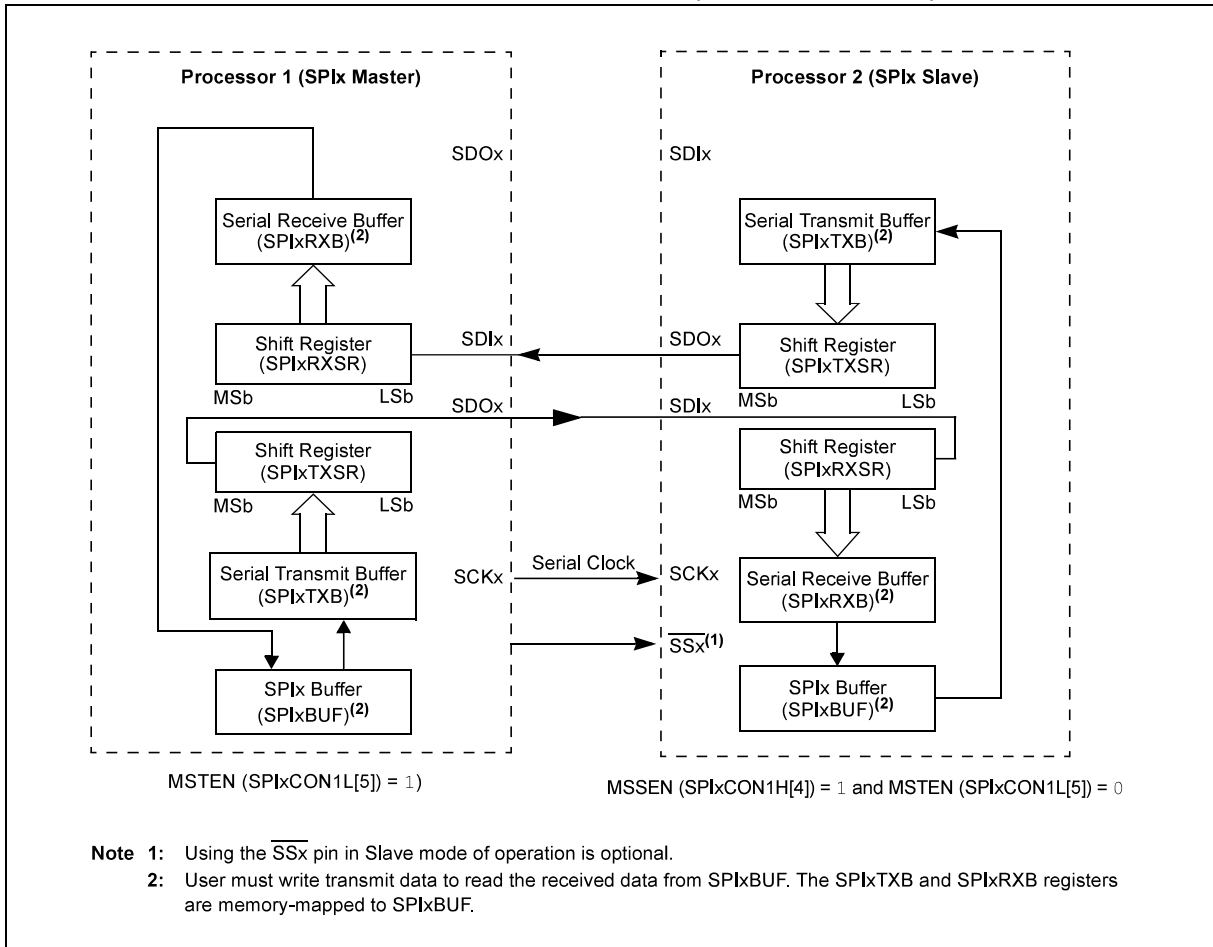 Processor 1 (SPIx Master)
Processor 2 (SPIx Slave)
SDOx
SDIx
Serial Receive Buffer
(SPIxRXB)(2)
Serial Transmit Buffer
(SPIxTXB)(2)
Shift Register
(SPIxRXSR)
SDIx
SDOx
Shift Register
(SPIxTXSR)
MSb
LSb
MSb
LSb
SDOx
SDIx
Shift Register
(SPIxTXSR)
Shift Register
(SPIxRXSR)
MSb
LSb
MSb
LSb
Serial Transmit Buffer
(SPIxTXB)(2)
SCKx
Serial Clock
SCKx
Serial Receive Buffer
(SPIxRXB)(2)
SSx(1)
SPIx Buffer
(SPIxBUF)(2)
SPIx Buffer
(SPIxBUF)(2)
MSTEN (SPIxCON1L[5]) = 1)
MSSEN (SPIxCON1H[4]) = 1 and MSTEN (SPIxCON1L[5]) = 0
Note 1: Using the SSx pin in Slave mode of operation is optional.
2: User must write transmit data to read the received data from SPIxBUF. The SPIxTXB and SPIxRXB registers
are memory-mapped to SPIxBUF.